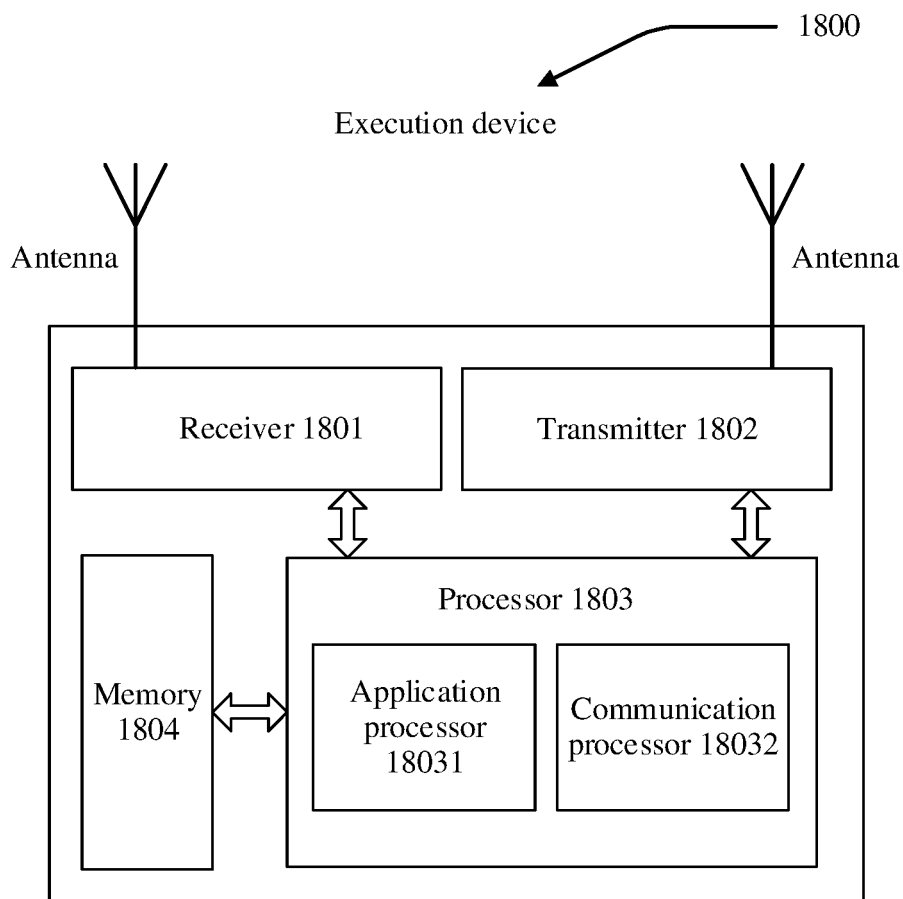 1800
Execution device
Antenna
Antenna
Receiver 1801
Transmitter 1802
Processor 1803
Memory
1804
Application
processor
18031
Communication
processor 18032